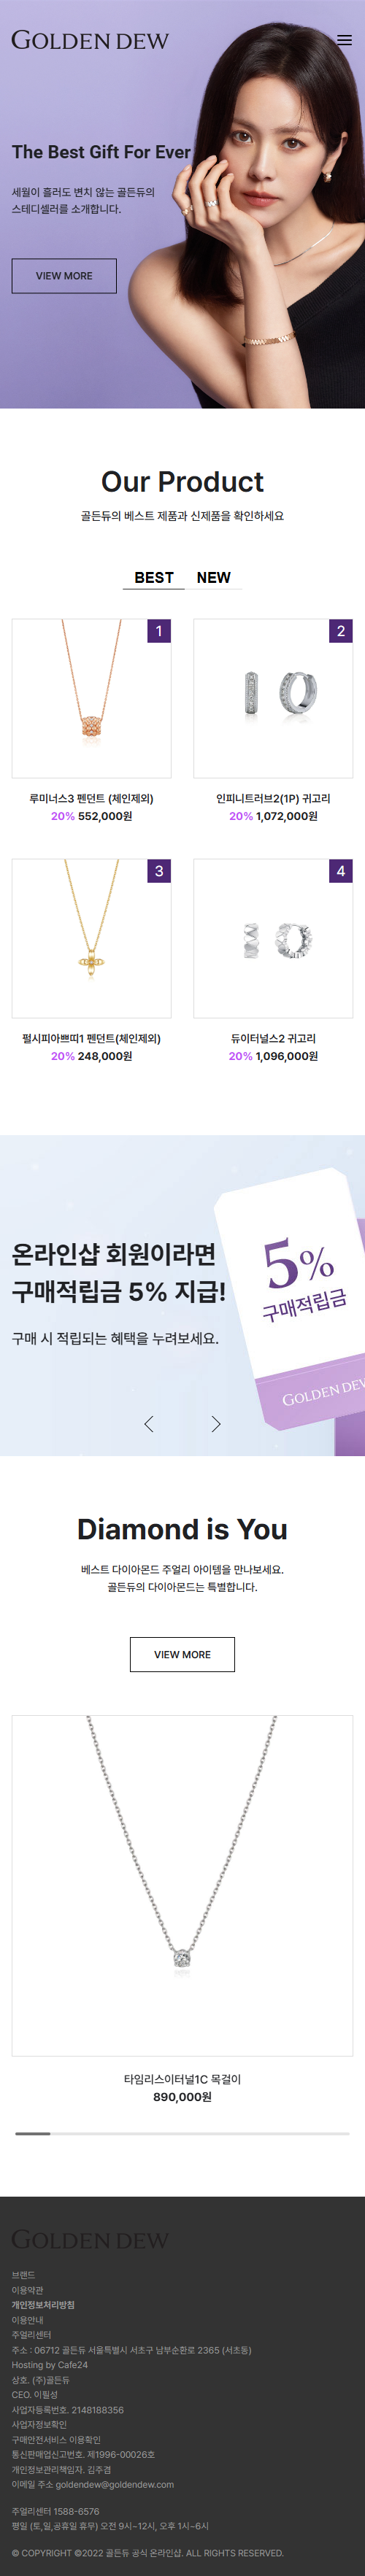 GOLDEN DEW
The Best Gift For Ever
세월이 흘러도 변치 않는 골든듀의
스테디셀러를 소개합니다.
VIEW MORE
Our Product
골든듀의 베스트 제품과 신제품을 확인하세요
BEST NEW
1
2
루미너스3 펜던트 (체인제외)
20% 552,000원
인피니트러브2(1P) 귀고리
20% 1,072,000원
3
4
펄시피아쁘띠1 펜던트(체인제외)
20% 248,000원
듀이터널스2 귀고리
20% 1,096,000원
온라인샵 회원이라면
구매적립금 5% 지급!
구매 시 적립되는 혜택을 누려보세요.
5%
구매적립금
GOLDEN DEW
Diamond is You
베스트 다이아몬드 주얼리 아이템을 만나보세요.
골든듀의 다이아몬드는 특별합니다.
VIEW MORE
타임리스이터널1C 목걸이
890,000원
GOLDEN DEW
브랜드
이용약관
개인정보처리방침
이용안내
주얼리센터
주소 : 06712 골든듀 서울특별시 서초구 남부순환로 2365 (서초동)
Hosting by Cafe24
상호. (주)골든듀
CEO. 이필성
사업자등록번호. 2148188356
사업자정보확인
구매안전서비스 이용확인
통신판매업신고번호. 제1996-00026호
개인정보관리책임자. 김주겸
이메일 주소 goldendew@goldendew.com
주얼리센터 1588-6576
평일 (토,일,공휴일 휴무) 오전 9시~12시, 오후 1시~6시
© COPYRIGHT ©2022 골든듀 공식 온라인샵. ALL RIGHTS RESERVED.